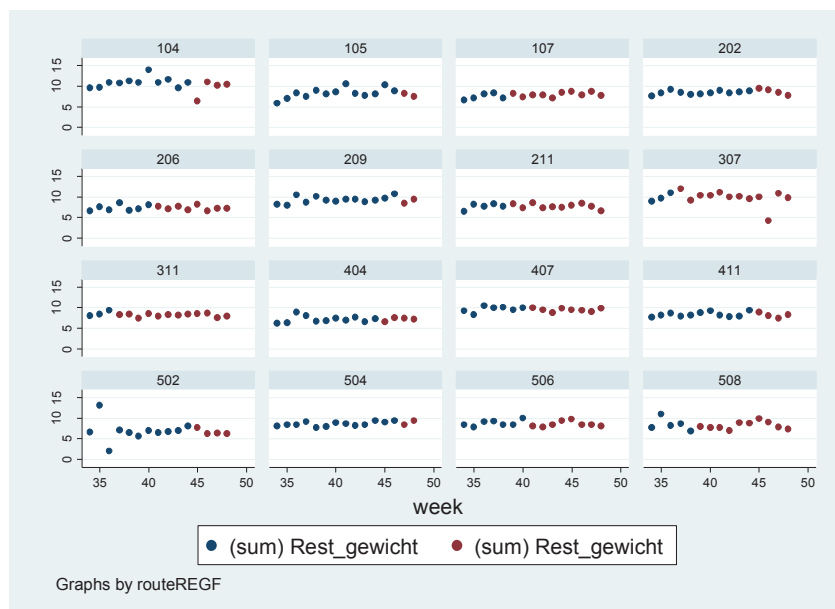 104 105 107 202
0 5 10 15
206 209 211 307
0 5 10 15
311 404 407 411
0 5 10 15
502 504 506 508
0 5 10 15
35 40 45 50 35 40 45 50 35 40 45 50 35 40 45 50
week
(sum) Rest_gewicht (sum) Rest_gewicht
Graphs by routeREGF